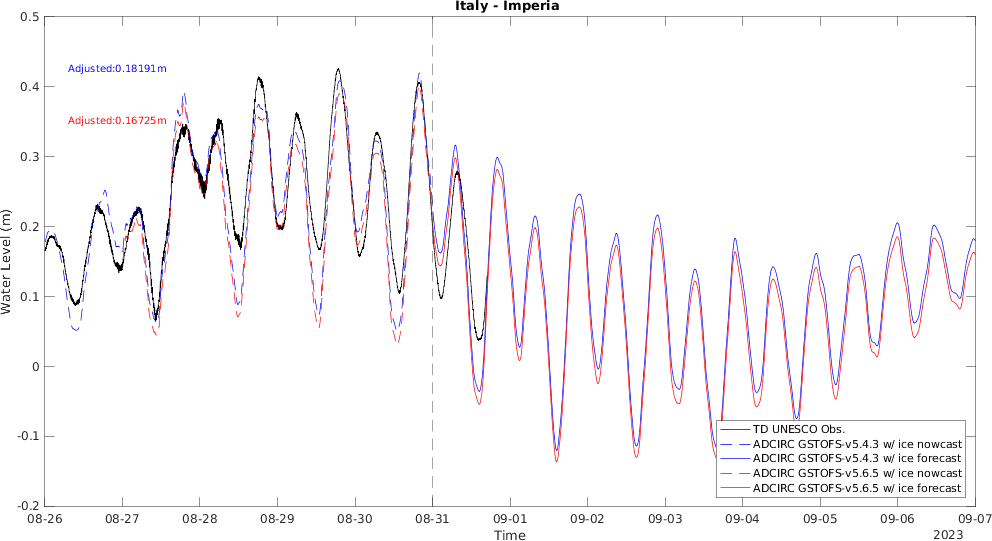 Italy - Imperia
Adjusted:0.18191m
Adjusted:0.16725m
Water Level (m)
0.5
0.4
0.3
0.2
0.1
0
-0.1
-0.2
TD UNESCO Obs.
ADCIRC GSTOFS-v5.4.3 w/ ice nowcast
ADCIRC GSTOFS-v5.4.3 w/ ice forecast
ADCIRC GSTOFS-v5.6.5 w/ ice nowcast
ADCIRC GSTOFS-v5.6.5 w/ ice forecast
08-26 08-27 08-28 08-29 08-30 08-31 09-01 09-02 09-03 09-04 09-05 09-06 09-07
Time
2023